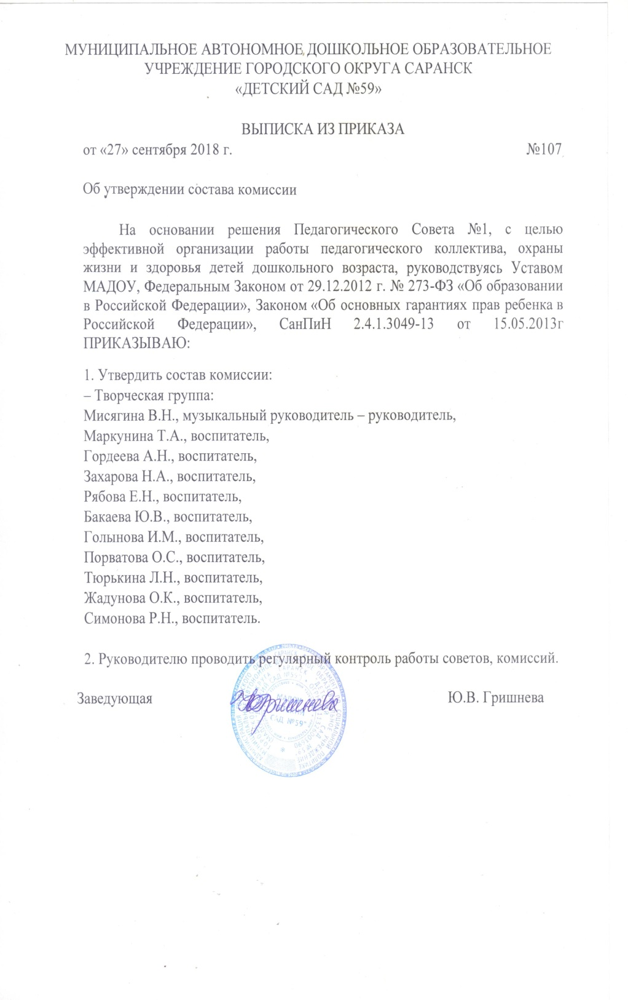 МУНИЦИПАЛЬНОЕ АВТОНОМНОЕ ДОШКОЛЬНОЕ ОБРАЗОВАТЕЛЬНОЕ
УЧРЕЖДЕНИЕ ГОРОДСКОГО ОКРУГА САРАНСК
«ДЕТСКИЙ САД №59»
ВЫПИСКА ИЗ ПРИКАЗА
от «27» сентября 2018 г. №107
Об утверждении состава комиссии
На основании решения Педагогического Совета №1, с целью
эффективной организации работы педагогического коллектива, охраны
жизни и здоровья детей дошкольного возраста, руководствуясь Уставом
МАДОУ, Федеральным Законом от 29.12.2012 г. № 273-ФЗ «Об образовании
в Российской Федерации», Законом «Об основных гарантиях прав ребенка в
Российской Федерации», СанПиН 2.4.1.3049-13 от 15.05.2013г
ПРИКАЗЫВАЮ:
1. Утвердить состав комиссии:
– Творческая группа:
Мисягина В.Н., музыкальный руководитель – руководитель,
Маркунина Т.А., воспитатель,
Гордеева А.Н., воспитатель,
Захарова Н.А., воспитатель,
Рябова Е.Н., воспитатель,
Бакаева Ю.В., воспитатель,
Голынова И.М., воспитатель,
Порватова О.С., воспитатель,
Тюрькина Л.Н., воспитатель,
Жадунова О.К., воспитатель,
Симонова Р.Н., воспитатель.
2. Руководителю проводить регулярный контроль работы советов, комиссий.
Заведующая Ю.В. Гришнева
САД №59"